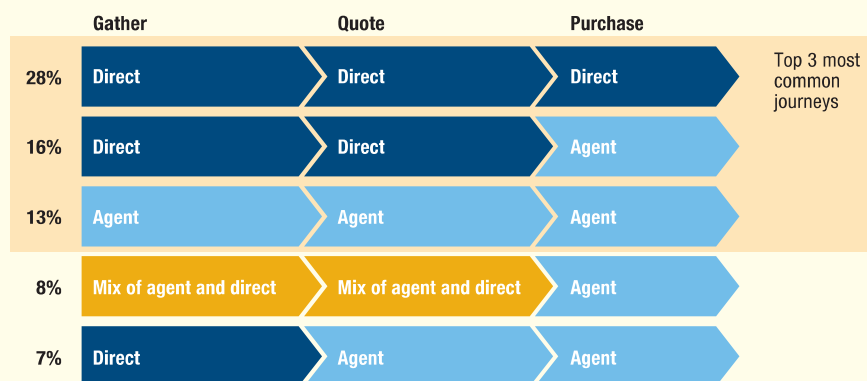 Gather Quote Purchase
28% Direct Direct Direct
Top 3 most
common
journeys
16% Direct Direct Agent
13% Agent Agent Agent
8% Mix of agent and direct Mix of agent and direct Agent
7% Direct Agent Agent